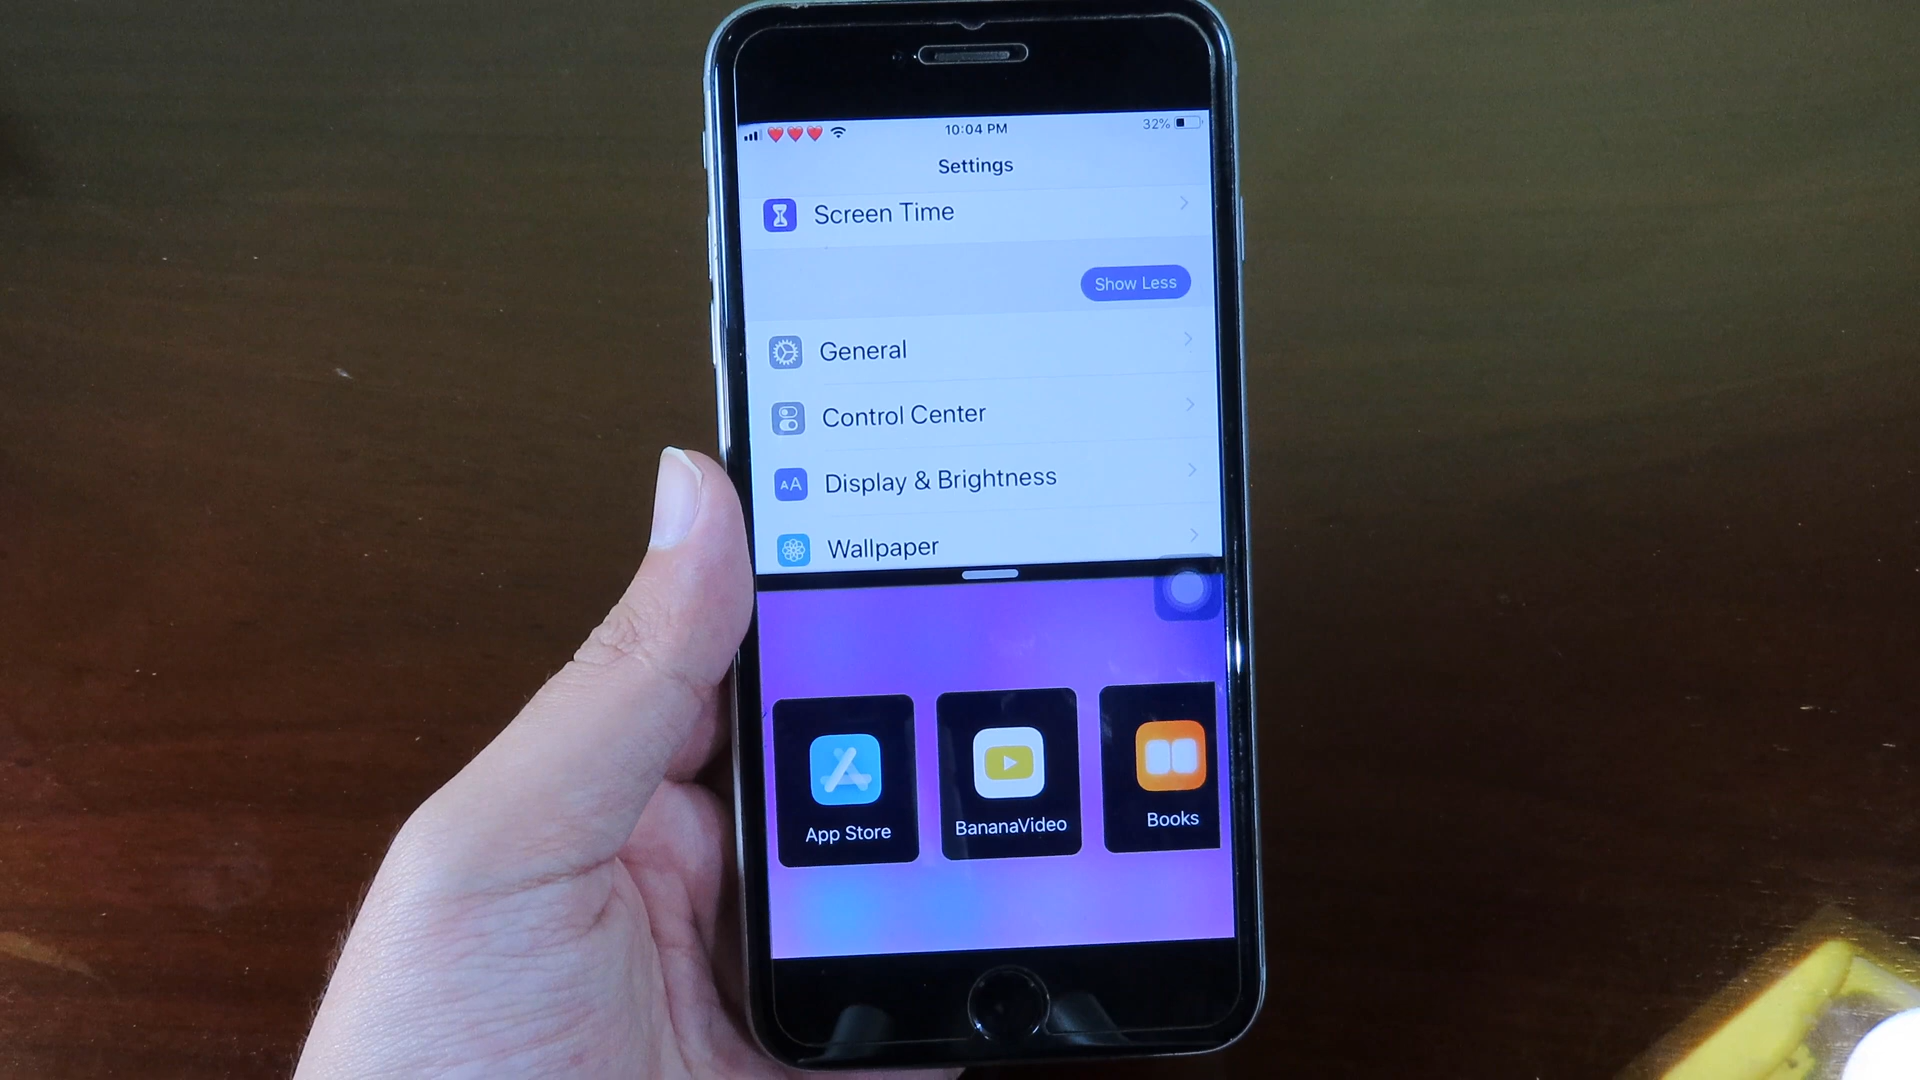 10:04 PM
32%
Settings
Screen Time
Show Less
General
Control Center
AA Display & Brightness
Wallpaper
App Store
BananaVideo
Books